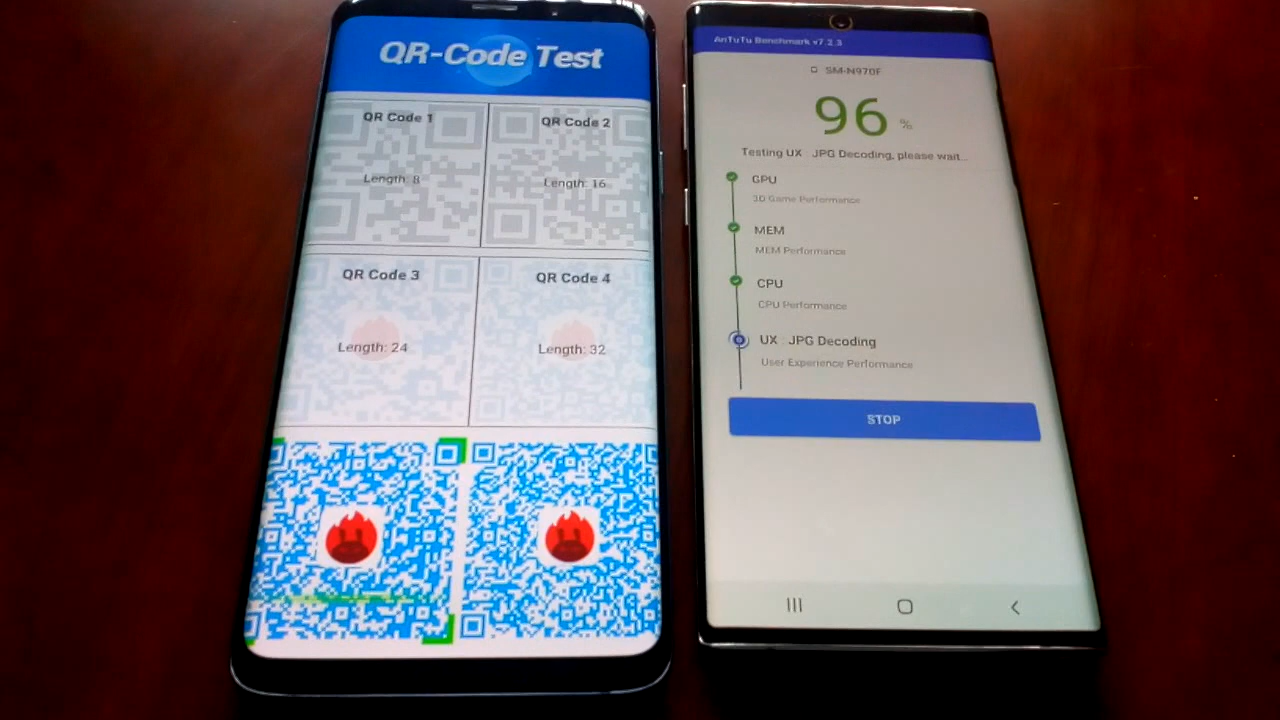 QR-Code Test
QR Code 1
Length: 8
QR Code 2
Length: 16
QR Code 3
Length: 24
QR Code 4
Length: 32
AnTuTu Benchmark v7.2.3
SM-N970F
96 %
Testing UX : JPG Decoding, please wait...
GPU
3D Game Performance
MEM
MEM Performance
CPU
CPU Performance
UX : JPG Decoding
User Experience Performance
STOP